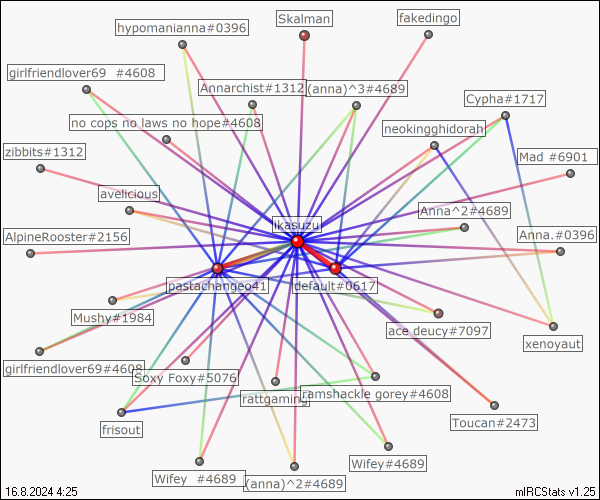 Skalman
fakedingo
hypomanianna#0396
girlfriendlover69 #4608
Annarchist#1312
(anna)^3#4689
Cypha#1717
no cops no laws no hope#4608
neokingghidorah
zibbits#1312
Mad #6901
avelicious
Anna^2#4689
ikasuzu
AlpineRooster#2156
Anna.#0396
pastachangeo41
default#0617
Mushy#1984
ace deucy#7097
xenoyaut
girlfriendlover69#4608
Soxy Foxy#5076
rattgaming
ramshackle gorey#4608
frisout
Toucan#2473
Wifey #4689
(anna)^2#4689
Wifey#4689
16.8.2024 4:25
mIRCStats v1.25